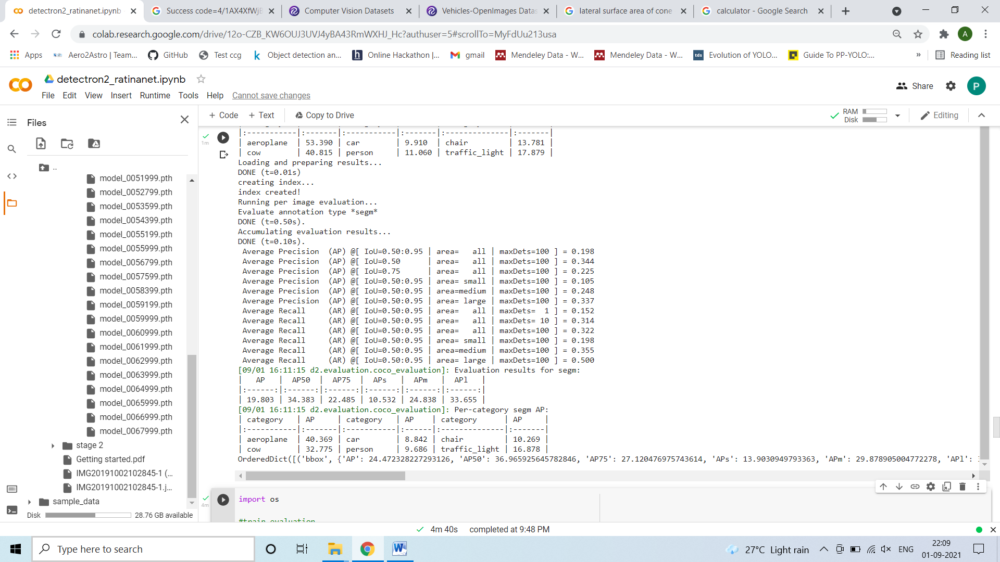 detectron2_ratinanet.ipynb
Success code=4/1AX4XfWjB
Computer Vision Datasets
Vehicles-OpenImages Datas
lateral surface area of cone
calculator - Google Search
colab.research.google.com/drive/12o-CZB_KW6OUJ3UVJ4yBA43RmWXHJ_Hc?authuser=5#scrollTo=MyFdUu213usa
A
Apps
Aero2Astro | Team...
GitHub
Test ccg
Object detection an...
Online Hackathon |...
gmail
Mendeley Data - W...
Mendeley Data - W...
Evolution of YOLO...
Guide To PP-YOLO:...
»
Reading list
detectron2_ratinanet.ipynb
File Edit View Insert Runtime Tools Help Cannot save changes
Share
P
Files
+ Code + Text Copy to Drive
RAM
Disk
Editing
..
model_0051999.pth
model_0052799.pth
model_0053599.pth
model_0054399.pth
model_0055199.pth
model_0055999.pth
model_0056799.pth
model_0057599.pth
model_0058399.pth
model_0059199.pth
model_0059999.pth
model_0060999.pth
model_0061999.pth
model_0062999.pth
model_0063999.pth
model_0064999.pth
model_0065999.pth
model_0066999.pth
model_0067999.pth
stage 2
Getting started.pdf
IMG20191002102845-1 (...
IMG20191002102845-1.j...
sample_data
Disk 28.76 GB available
1m
|:-----------|:-------|:-----------|:-------|:--------------|:-------|
| aeroplane | 53.390 | car | 9.910 | chair | 13.781 |
| cow | 40.815 | person | 11.060 | traffic_light | 17.879 |
Loading and preparing results...
DONE (t=0.01s)
creating index...
index created!
Running per image evaluation...
Evaluate annotation type *segm*
DONE (t=0.50s).
Accumulating evaluation results...
DONE (t=0.10s).
Average Precision (AP) @[ IoU=0.50:0.95 | area= all | maxDets=100 ] = 0.198
Average Precision (AP) @[ IoU=0.50 | area= all | maxDets=100 ] = 0.344
Average Precision (AP) @[ IoU=0.75 | area= all | maxDets=100 ] = 0.225
Average Precision (AP) @[ IoU=0.50:0.95 | area= small | maxDets=100 ] = 0.105
Average Precision (AP) @[ IoU=0.50:0.95 | area=medium | maxDets=100 ] = 0.248
Average Precision (AP) @[ IoU=0.50:0.95 | area= large | maxDets=100 ] = 0.337
Average Recall (AR) @[ IoU=0.50:0.95 | area= all | maxDets= 1 ] = 0.152
Average Recall (AR) @[ IoU=0.50:0.95 | area= all | maxDets= 10 ] = 0.314
Average Recall (AR) @[ IoU=0.50:0.95 | area= all | maxDets=100 ] = 0.322
Average Recall (AR) @[ IoU=0.50:0.95 | area= small | maxDets=100 ] = 0.198
Average Recall (AR) @[ IoU=0.50:0.95 | area=medium | maxDets=100 ] = 0.355
Average Recall (AR) @[ IoU=0.50:0.95 | area= large | maxDets=100 ] = 0.500
[09/01 16:11:15 d2.evaluation.coco_evaluation]: Evaluation results for segm:
| AP | AP50 | AP75 | APs | APm | APl |
|:------:|:------:|:------:|:------:|:------:|:------:|
| 19.803 | 34.383 | 22.485 | 10.532 | 24.838 | 33.655 |
[09/01 16:11:15 d2.evaluation.coco_evaluation]: Per-category segm AP:
| category | AP | category | AP | category | AP |
|:-----------|:-------|:-----------|:------|:--------------|:-------|
| aeroplane | 40.369 | car | 8.842 | chair | 10.269 |
| cow | 32.775 | person | 9.686 | traffic_light | 16.878 |
OrderedDict([('bbox', {'AP': 24.472328227293126, 'AP50': 36.965925645782846, 'AP75': 27.120476975743614, 'APs': 13.9030949793363, 'APm': 29.878905004772278, 'APl':
4m
import os
#train evaluation
4m 40s completed at 9:48 PM
Type here to search
27°C Light rain
ENG
22:09
01-09-2021